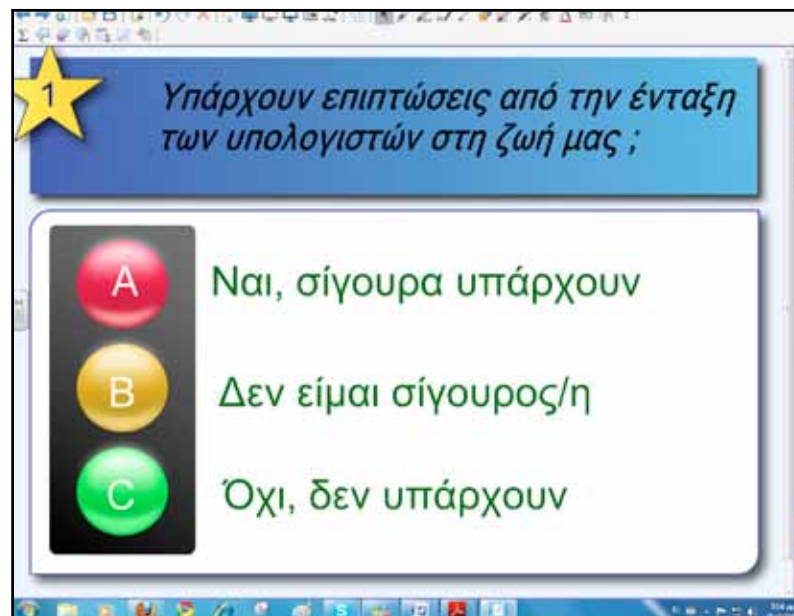 1
Υπάρχουν επιπτώσεις από την ένταξη
των υπολογιστών στη ζωή μας ;
A
Ναι, σίγουρα υπάρχουν
B
Δεν είμαι σίγουρος/η
C
Όχι, δεν υπάρχουν